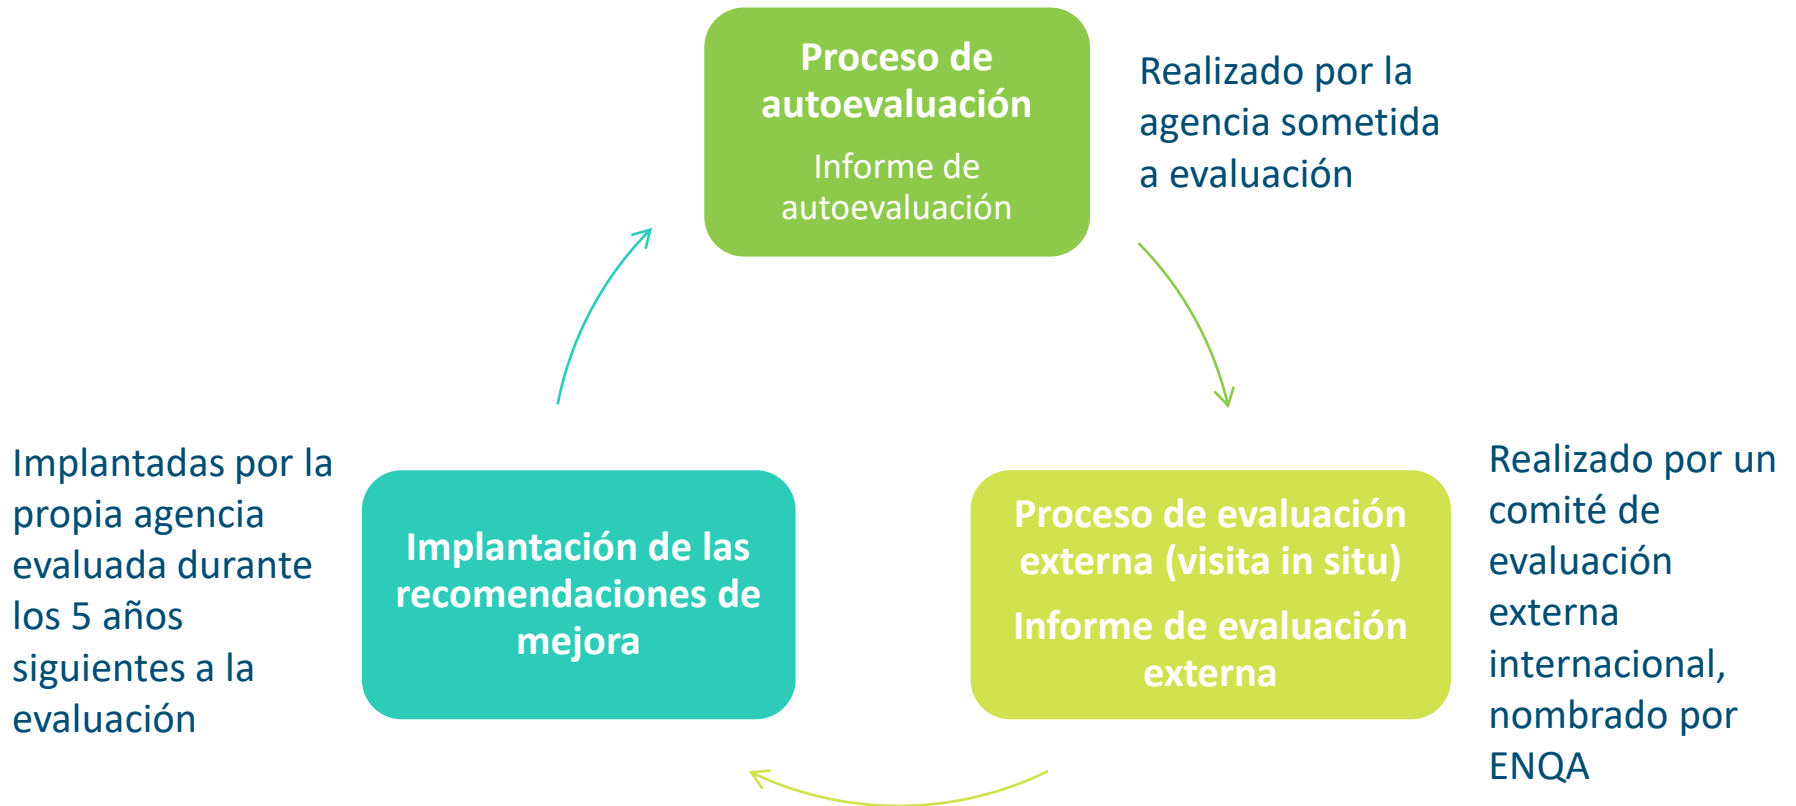 Proceso de
autoevaluación
Informe de
autoevaluación
Realizado por la
agencia sometida
a evaluación
Proceso de evaluación
externa (visita in situ)
Informe de evaluación
externa
Realizado por un
comité de
evaluación
externa
internacional,
nombrado por
ENQA
Implantación de las
recomendaciones de
mejora
Implantadas por la
propia agencia
evaluada durante
los 5 años
siguientes a la
evaluación